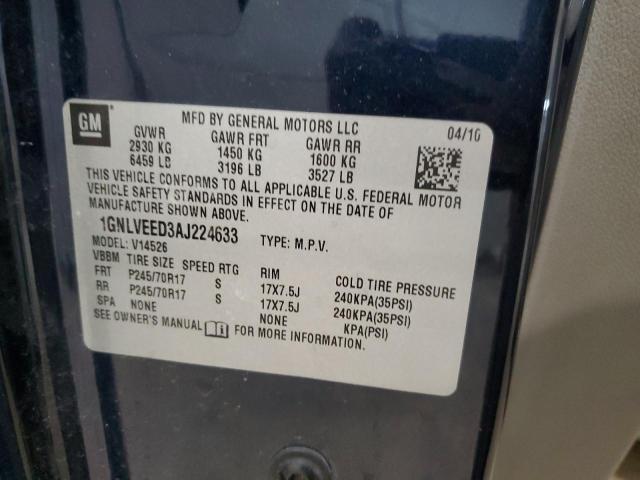 GM
MFD BY GENERAL MOTORS LLC
04/10
GVWR GAWR FRT GAWR RR
2930 KG 1450 KG 1600 KG
6459 LB 3196 LB 3527 LB
THIS VEHICLE CONFORMS TO ALL APPLICABLE U.S. FEDERAL MOTOR
VEHICLE SAFETY STANDARDS IN EFFECT ON THE DATE OF
MANUFACTURE SHOWN ABOVE.
1GNLVEED3AJ224633 TYPE: M.P.V.
MODEL: V14526
VBBM TIRE SIZE SPEED RTG RIM COLD TIRE PRESSURE
FRT P245/70R17 S 17X7.5J 240KPA(35PSI)
RR P245/70R17 S 17X7.5J 240KPA(35PSI)
SPA NONE NONE KPA(PSI)
SEE OWNER'S MANUAL FOR MORE INFORMATION.